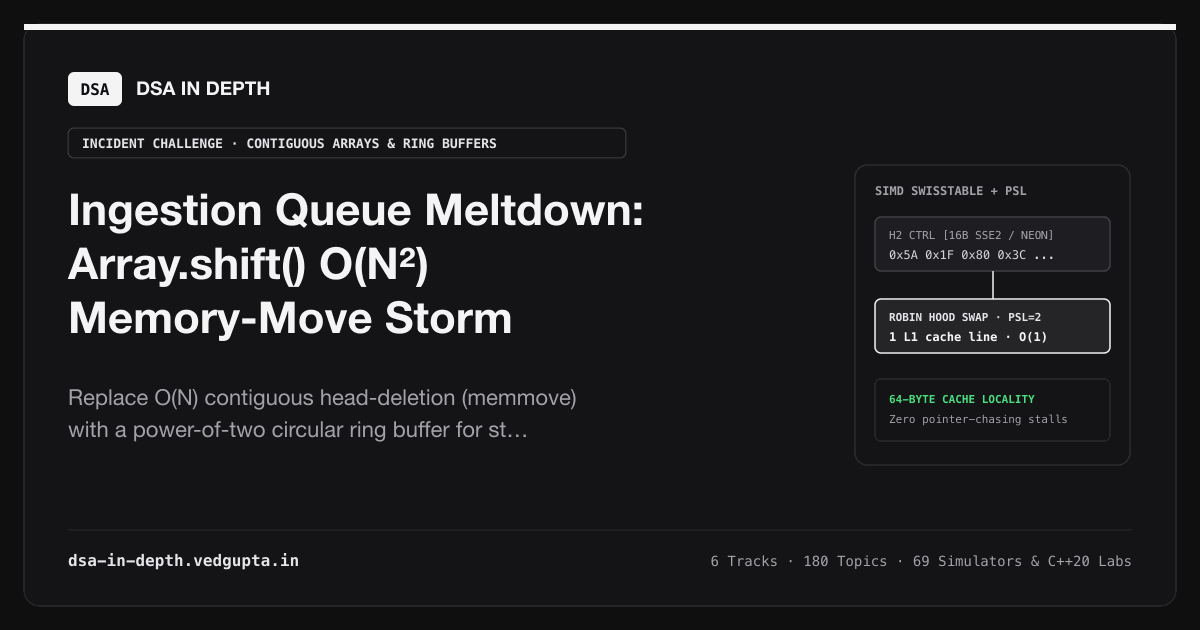 DSA
DSA IN DEPTH
INCIDENT CHALLENGE · CONTIGUOUS ARRAYS & RING BUFFERS
Ingestion Queue Meltdown:
Array.shift() O(N²)
Memory-Move Storm
Replace O(N) contiguous head-deletion (memmove)
with a power-of-two circular ring buffer for st…
SIMD SWISSTABLE + PSL
H2 CTRL [16B SSE2 / NEON]
0x5A 0x1F 0x80 0x3C ...
ROBIN HOOD SWAP · PSL=2
1 L1 cache line · O(1)
64-BYTE CACHE LOCALITY
Zero pointer-chasing stalls
dsa-in-depth.vedgupta.in
6 Tracks · 180 Topics · 69 Simulators & C++20 Labs